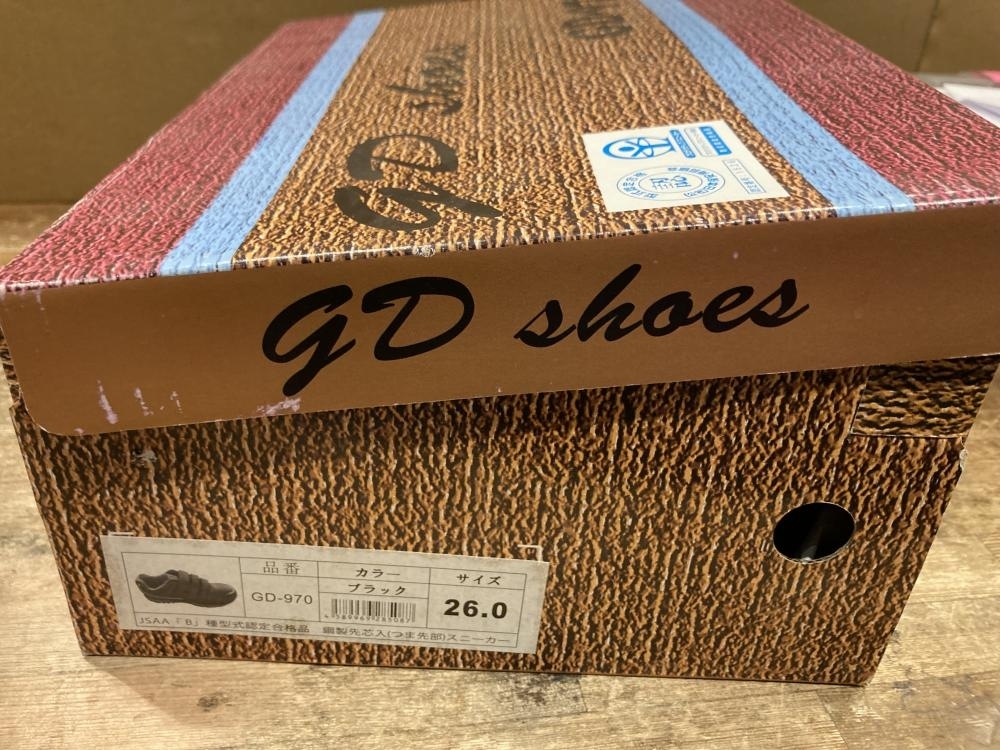 GD shoes
GD shoes
品番
GD-970
カラー
ブラック
4589969285087
サイズ
26.0
JSAA「B」種型式認定合格品 鋼製先芯入(つま先部)スニーカー